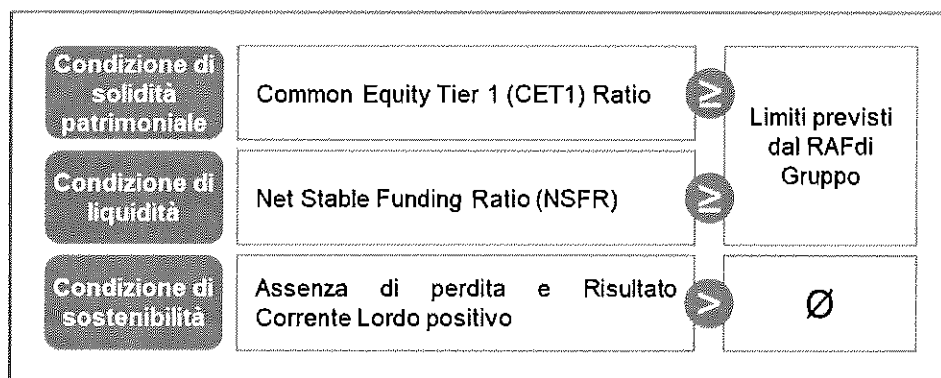 Condizione di
solidità
patrimoniale
Common Equity Tier 1 (CET1) Ratio
≥
Limiti previsti
dal RAFdi
Gruppo
Condizione di
liquidità
Net Stable Funding Ratio (NSFR)
≥
Condizione di
sostenibilità
Assenza di perdita e Risultato
Corrente Lordo positivo
>
Ø